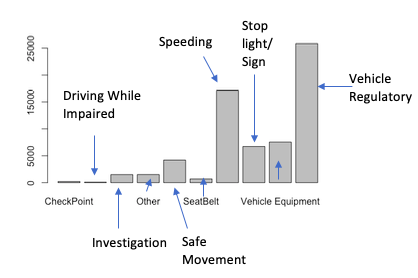 Stop
light/
Sign
Speeding
Vehicle
Regulatory
Driving While
Impaired
25000
15000
5000
0
CheckPoint
Other
SeatBelt
Vehicle Equipment
Investigation
Safe
Movement